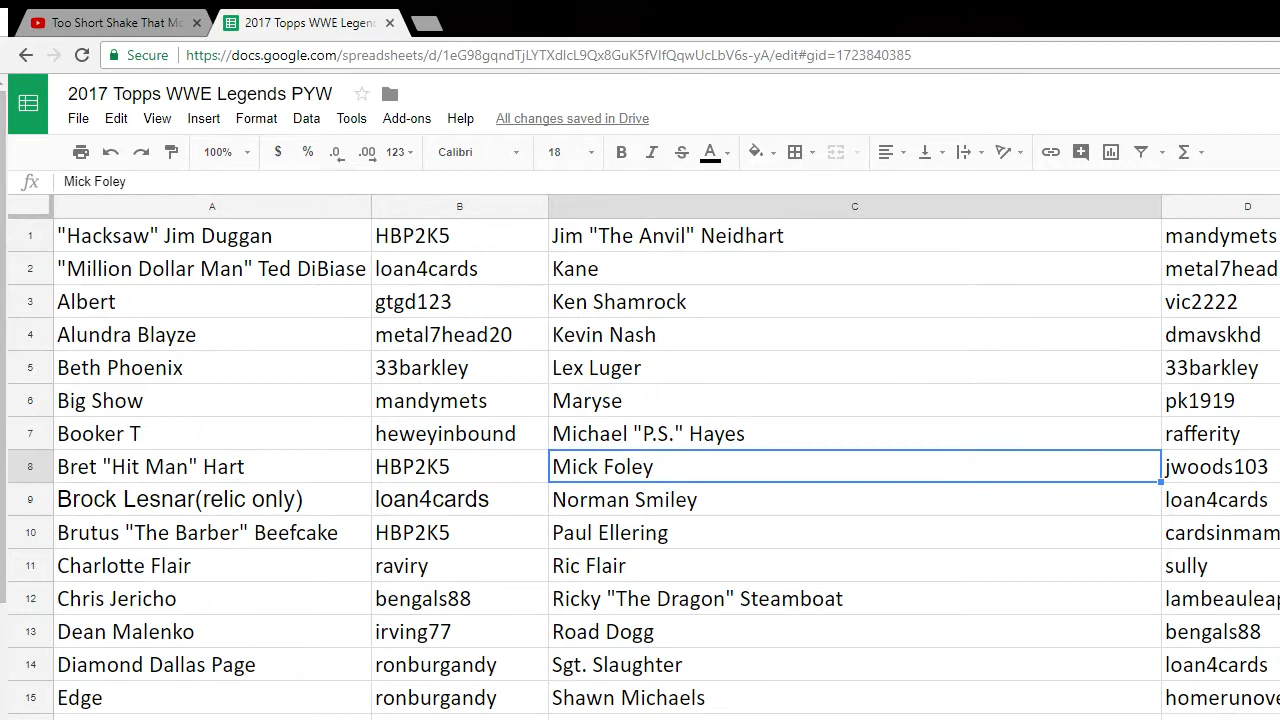 Too Short Shake That Mo
2017 Topps WWE Legen
Secure https://docs.google.com/spreadsheets/d/1eG98gqndTjLYTXdlcL9Qx8GuK5fVIfQqwUcLbV6s-yA/edit#gid=1723840385
2017 Topps WWE Legends PYW
File Edit View Insert Format Data Tools Add-ons Help All changes saved in Drive
100% $ % .0 .00 123 Calibri 18 B I S A Σ
fx Mick Foley
A B C D
1 "Hacksaw" Jim Duggan HBP2K5 Jim "The Anvil" Neidhart mandymets
2 "Million Dollar Man" Ted DiBiase loan4cards Kane metal7head
3 Albert gtgd123 Ken Shamrock vic2222
4 Alundra Blayze metal7head20 Kevin Nash dmavskhd
5 Beth Phoenix 33barkley Lex Luger 33barkley
6 Big Show mandymets Maryse pk1919
7 Booker T heweyinbound Michael "P.S." Hayes rafferity
8 Bret "Hit Man" Hart HBP2K5 Mick Foley jwoods103
9 Brock Lesnar(relic only) loan4cards Norman Smiley loan4cards
10 Brutus "The Barber" Beefcake HBP2K5 Paul Ellering cardsinmam
11 Charlotte Flair raviry Ric Flair sully
12 Chris Jericho bengals88 Ricky "The Dragon" Steamboat lambeauleap
13 Dean Malenko irving77 Road Dogg bengals88
14 Diamond Dallas Page ronburgandy Sgt. Slaughter loan4cards
15 Edge ronburgandy Shawn Michaels homerunove